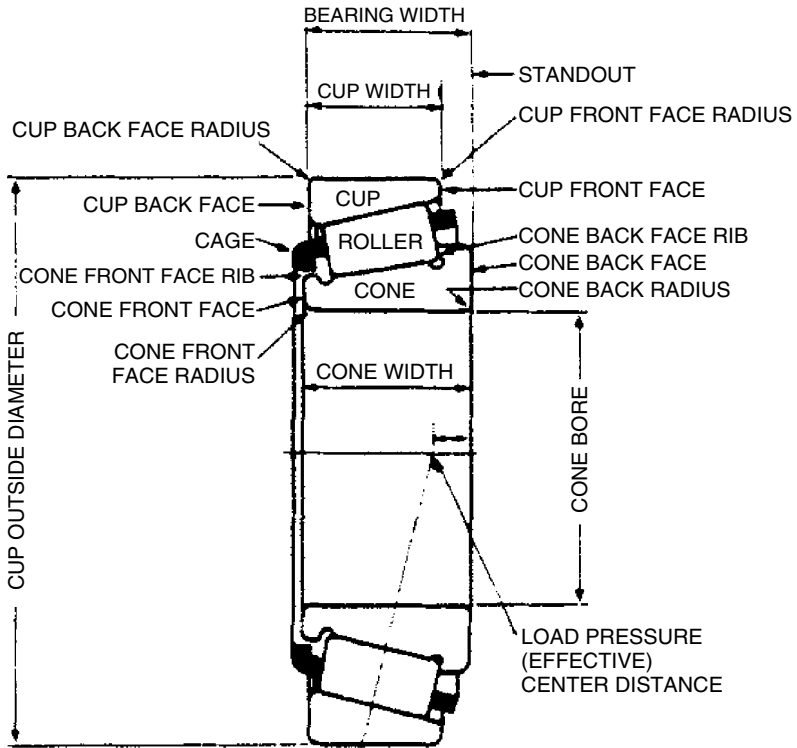 BEARING WIDTH
STANDOUT
CUP WIDTH
CUP FRONT FACE RADIUS
CUP BACK FACE RADIUS
CUP FRONT FACE
CUP
CUP BACK FACE
CAGE
ROLLER
CONE BACK FACE RIB
CONE BACK FACE
CONE FRONT FACE RIB
CONE
CONE BACK RADIUS
CONE FRONT FACE
CONE FRONT
FACE RADIUS
CONE WIDTH
CUP OUTSIDE DIAMETER
CONE BORE
LOAD PRESSURE
(EFFECTIVE)
CENTER DISTANCE